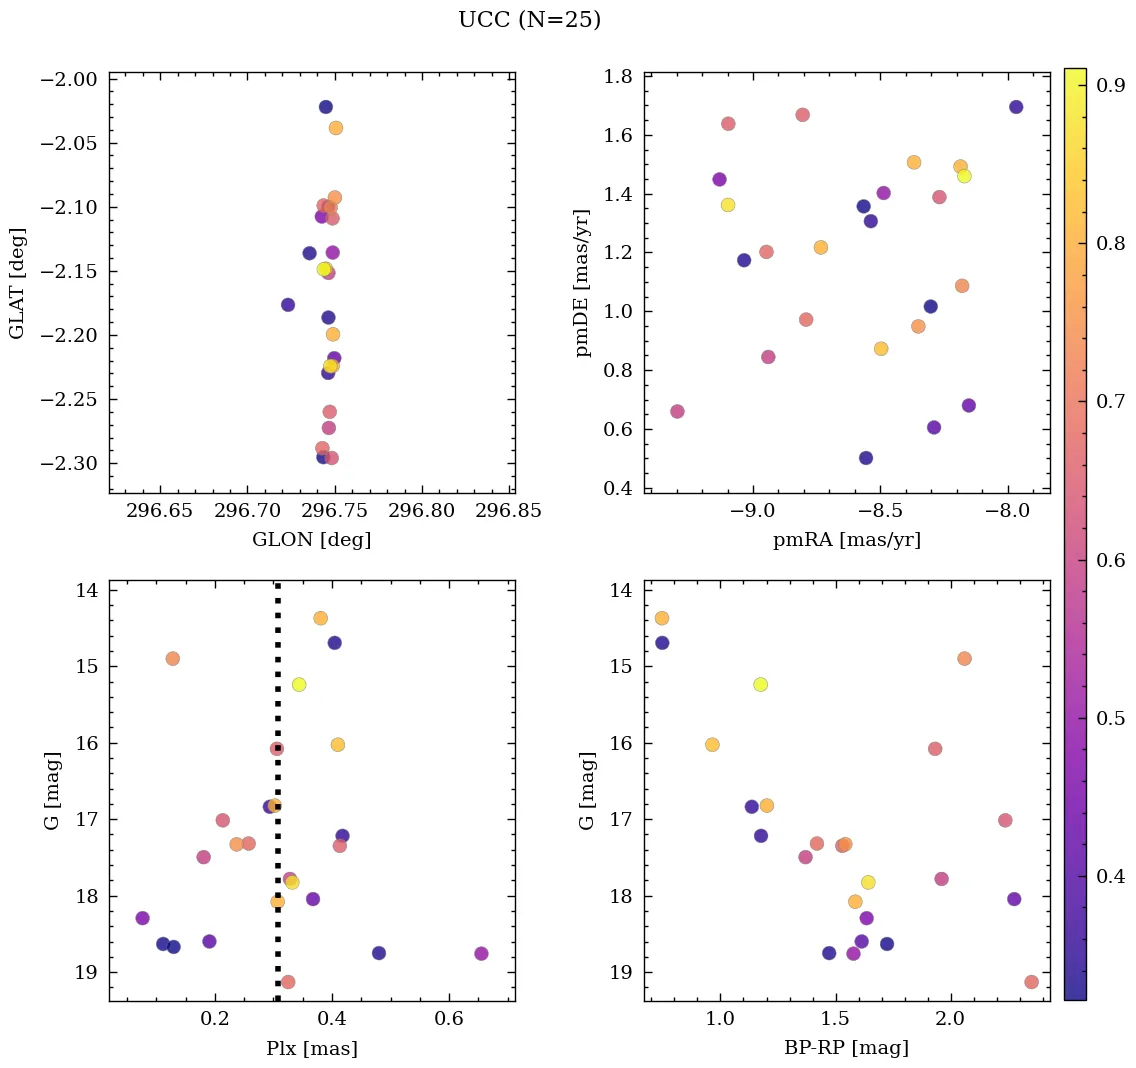 UCC (N=25)
−2.00
−2.05
−2.10
−2.15
−2.20
−2.25
−2.30
GLAT [deg]
296.65 296.70 296.75 296.80 296.85
GLON [deg]
1.8
1.6
1.4
1.2
1.0
0.8
0.6
0.4
pmDE [mas/yr]
−9.0 −8.5 −8.0
pmRA [mas/yr]
14
15
16
17
18
19
G [mag]
0.2 0.4 0.6
Plx [mas]
14
15
16
17
18
19
G [mag]
1.0 1.5 2.0
BP-RP [mag]
0.9
0.8
0.7
0.6
0.5
0.4